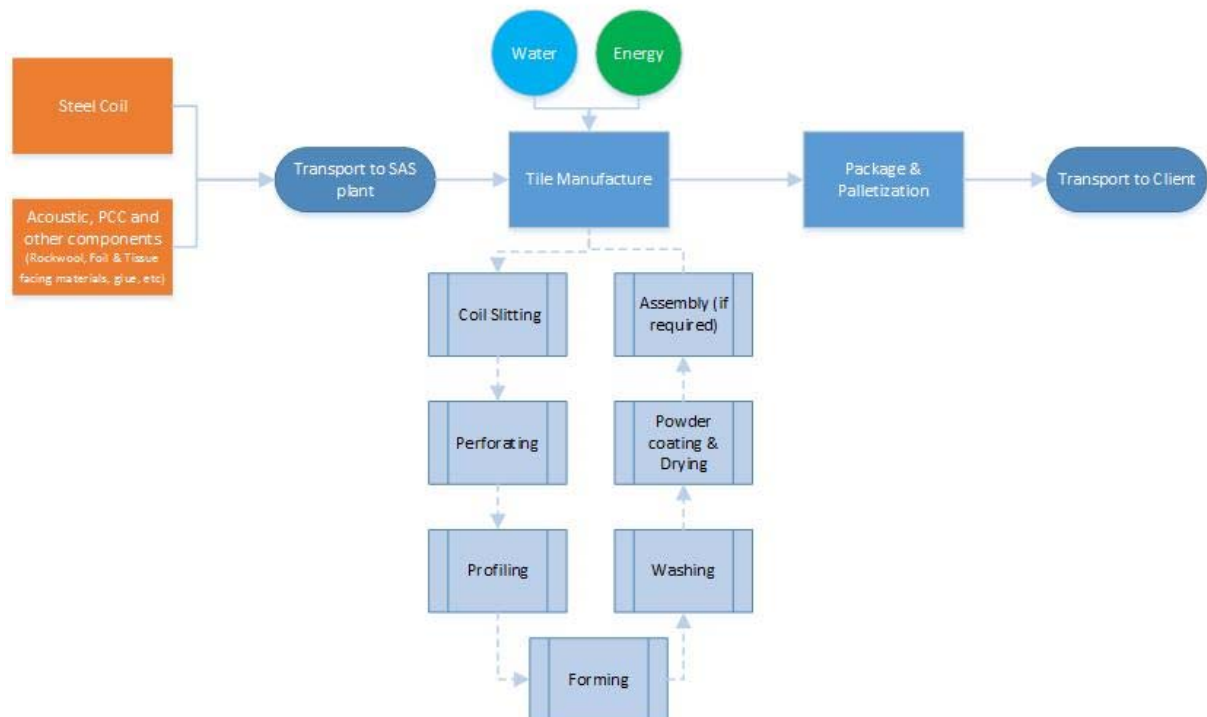 Water
Energy
Steel Coil
Acoustic, PCC and
other components
(Rockwool, Foil & Tissue
facing materials, glue, etc)
Transport to SAS
plant
Tile Manufacture
Package &
Palletization
Transport to Client
Coil Slitting
Perforating
Profiling
Forming
Washing
Powder
coating &
Drying
Assembly (if
required)